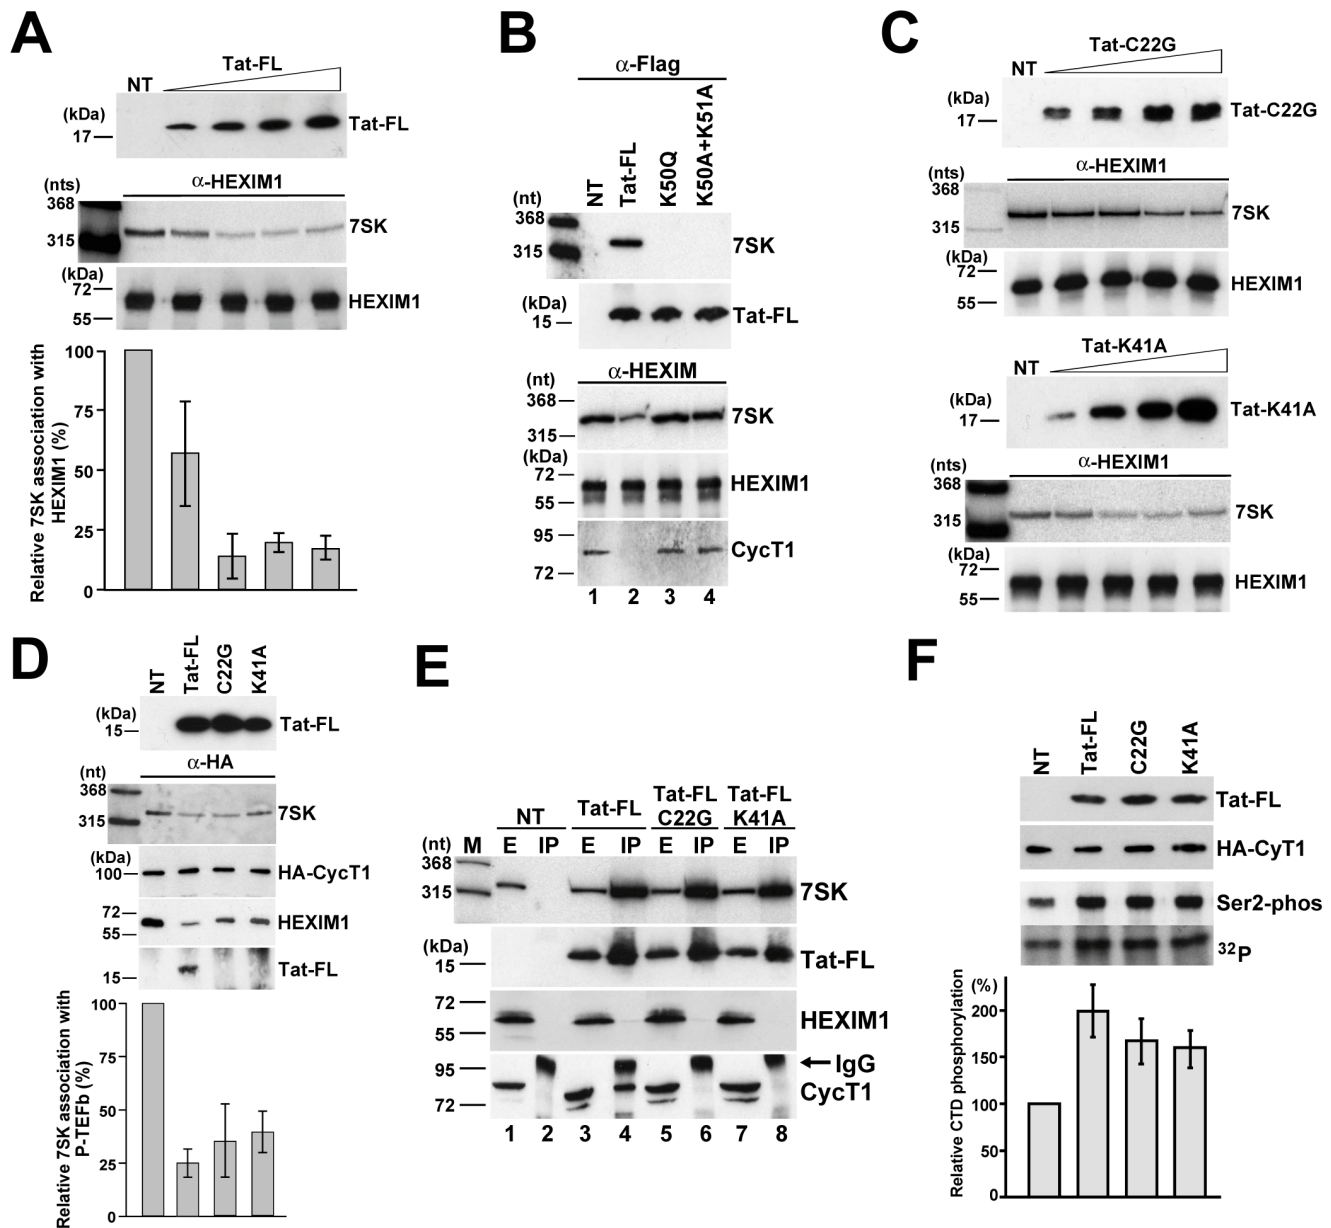 A
Tat-FL
NT
(kDa)
17
Tat-FL
(nts)
α-HEXIM1
368
315
7SK
(kDa)
72
55
HEXIM1
Relative 7SK association with
HEXIM1 (%)
100
75
50
25
0
B
α-Flag
NT
Tat-FL
K50Q
K50A+K51A
(nt)
368
315
7SK
(kDa)
15
Tat-FL
α-HEXIM
(nt)
368
315
7SK
(kDa)
72
55
HEXIM1
95
72
CycT1
1 2 3 4
C
Tat-C22G
NT
(kDa)
17
Tat-C22G
α-HEXIM1
(nts)
368
315
7SK
(kDa)
72
55
HEXIM1
Tat-K41A
NT
(kDa)
17
Tat-K41A
α-HEXIM1
(nts)
368
315
7SK
(kDa)
72
55
HEXIM1
D
NT
Tat-FL
C22G
K41A
(kDa)
15
Tat-FL
α-HA
(nt)
368
315
7SK
(kDa)
100
HA-CycT1
72
55
HEXIM1
15
Tat-FL
Relative 7SK association with
P-TEFb (%)
100
75
50
25
0
E
NT
Tat-FL
Tat-FL
C22G
Tat-FL
K41A
(nt) M E IP E IP E IP E IP
368
315
7SK
(kDa)
15
Tat-FL
72
55
HEXIM1
95
72
IgG
CycT1
1 2 3 4 5 6 7 8
F
NT
Tat-FL
C22G
K41A
Tat-FL
HA-CyT1
Ser2-phos
32P
Relative CTD phosphorylation
(%)
200
150
100
50
0